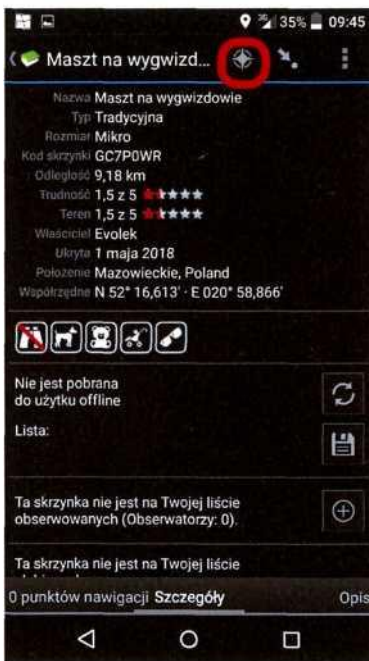 35% 09:45
Maszt na wygwizd...
Nazwa Maszt na wygwizdowie
Typ Tradycyjna
Rozmiar Mikro
Kod skrzynki GC7P0WR
Odległość 9,18 km
Trudność 1,5 z 5
Teren 1,5 z 5
Właściciel Evolek
Ukryta 1 maja 2018
Położenie Mazowieckie, Poland
Współrzędne N 52° 16,613' · E 020° 58,866'
Nie jest pobrana
do użytku offline
Lista:
Ta skrzynka nie jest na Twojej liście
obserwowanych (Obserwatorzy: 0).
Ta skrzynka nie jest na Twojej liście
0 punktów nawigacji Szczegóły Opis